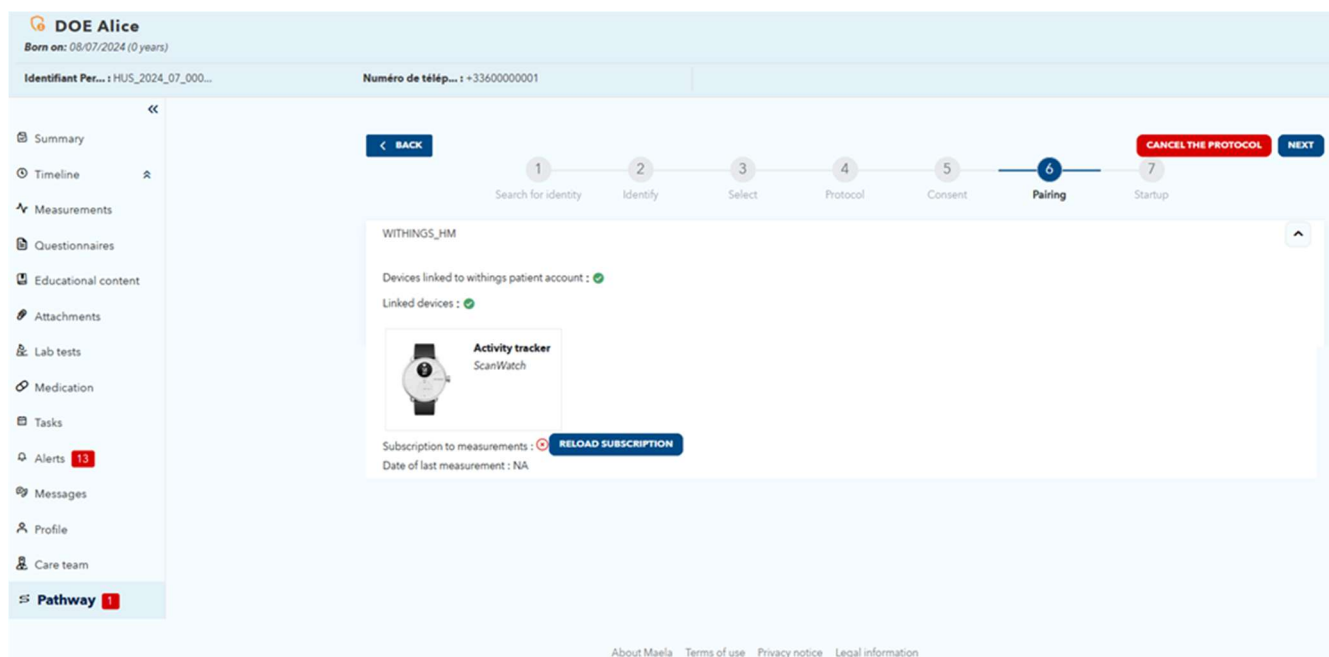 DOE Alice
Born on: 08/07/2024 (0 years)
Identifiant Per... : HUS_2024_07_000...
Numéro de télép... : +33600000001
«
Summary
Timeline
Measurements
Questionnaires
Educational content
Attachments
Lab tests
Medication
Tasks
Alerts 13
Messages
Profile
Care team
Pathway 1
< BACK
CANCEL THE PROTOCOL
NEXT
1 2 3 4 5 6 7
Search for identity Identify Select Protocol Consent Pairing Startup
WITHINGS_HM
Devices linked to withings patient account :
Linked devices :
Activity tracker
ScanWatch
Subscription to measurements : RELOAD SUBSCRIPTION
Date of last measurement : NA
About Maela Terms of use Privacy notice Legal information